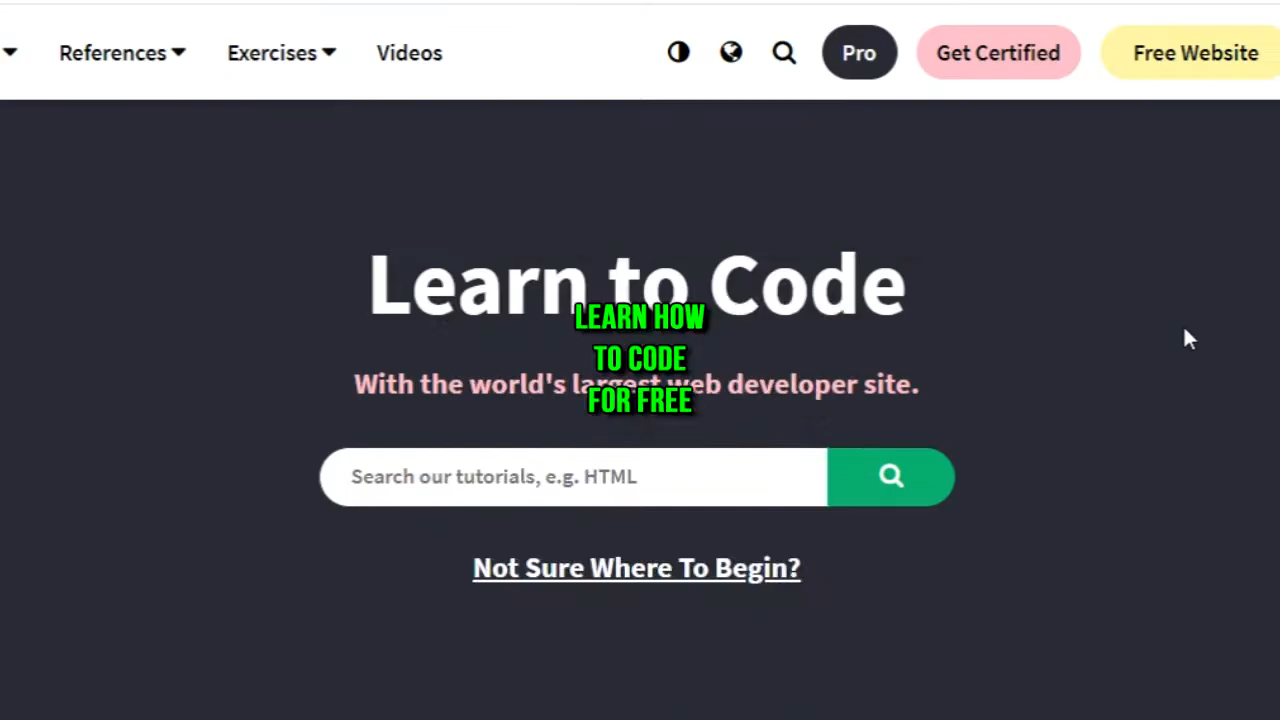 References Exercises Videos Pro Get Certified Free Website
Learn to Code
LEARN HOW
TO CODE
FOR FREE
With the world's largest web developer site.
Search our tutorials, e.g. HTML
Not Sure Where To Begin?